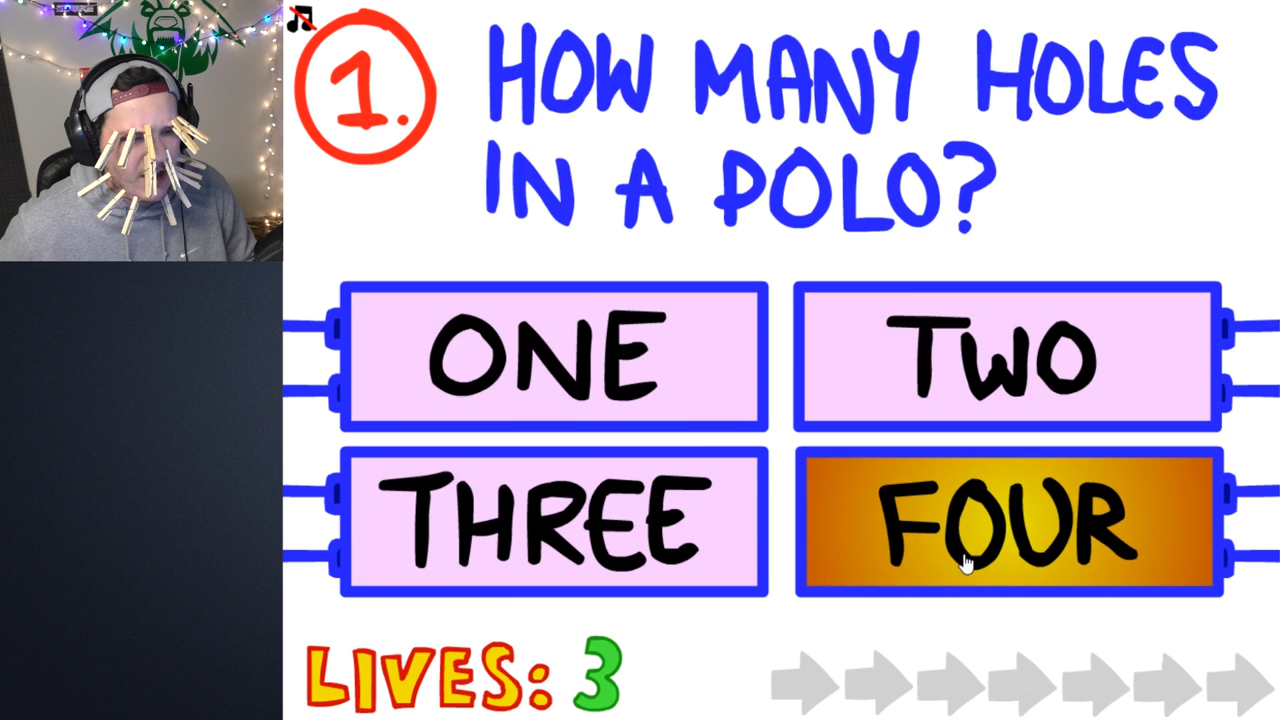 1.
HOW MANY HOLES
IN A POLO?
ONE
TWO
THREE
FOUR
LIVES: 3